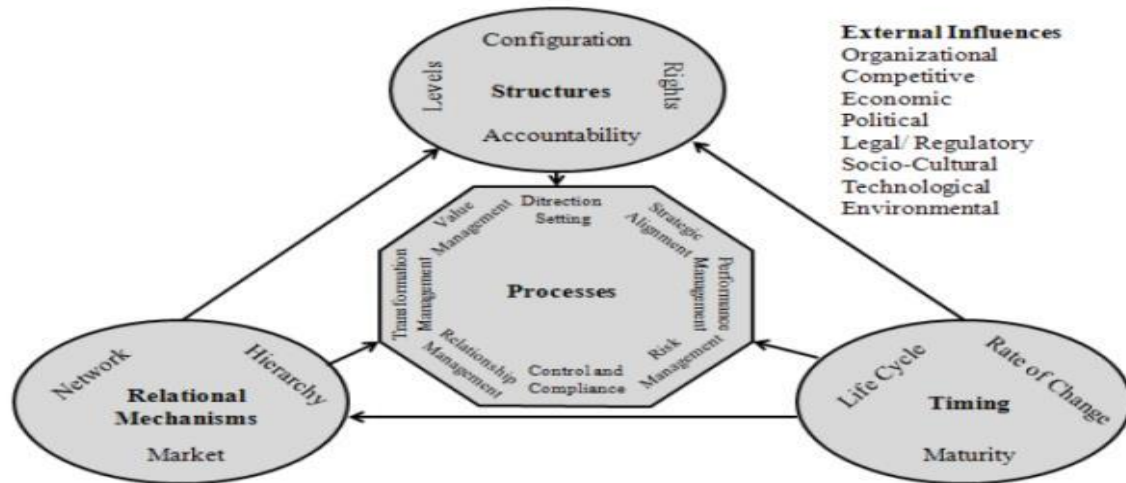 Configuration
Levels
Structures
Rights
Accountability
External Influences
Organizational
Competitive
Economic
Political
Legal/ Regulatory
Socio-Cultural
Technological
Environmental
Value
Management
Ditrection
Setting
Strategic
Alignment
Transformation
Management
Processes
Performance
Management
Relationship
Management
Control and
Compliance
Risk
Management
Network
Hierarchy
Relational
Mechanisms
Market
Life Cycle
Rate of Change
Timing
Maturity